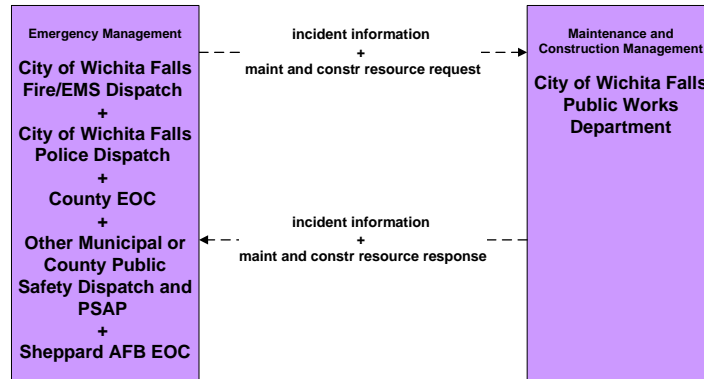 Emergency Management
City of Wichita Falls
Fire/EMS Dispatch
+
City of Wichita Falls
Police Dispatch
+
County EOC
+
Other Municipal or
County Public
Safety Dispatch and
PSAP
+
Sheppard AFB EOC
incident information
+
maint and constr resource request
incident information
+
maint and constr resource response
Maintenance and
Construction Management
City of Wichita Falls
Public Works
Department